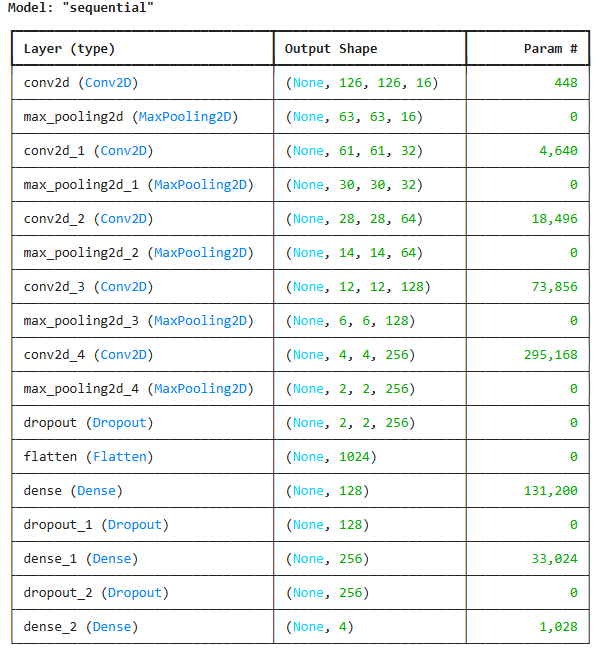 Model: "sequential"
Layer (type) Output Shape Param #
conv2d (Conv2D) (None, 126, 126, 16) 448
max_pooling2d (MaxPooling2D) (None, 63, 63, 16) 0
conv2d_1 (Conv2D) (None, 61, 61, 32) 4,640
max_pooling2d_1 (MaxPooling2D) (None, 30, 30, 32) 0
conv2d_2 (Conv2D) (None, 28, 28, 64) 18,496
max_pooling2d_2 (MaxPooling2D) (None, 14, 14, 64) 0
conv2d_3 (Conv2D) (None, 12, 12, 128) 73,856
max_pooling2d_3 (MaxPooling2D) (None, 6, 6, 128) 0
conv2d_4 (Conv2D) (None, 4, 4, 256) 295,168
max_pooling2d_4 (MaxPooling2D) (None, 2, 2, 256) 0
dropout (Dropout) (None, 2, 2, 256) 0
flatten (Flatten) (None, 1024) 0
dense (Dense) (None, 128) 131,200
dropout_1 (Dropout) (None, 128) 0
dense_1 (Dense) (None, 256) 33,024
dropout_2 (Dropout) (None, 256) 0
dense_2 (Dense) (None, 4) 1,028